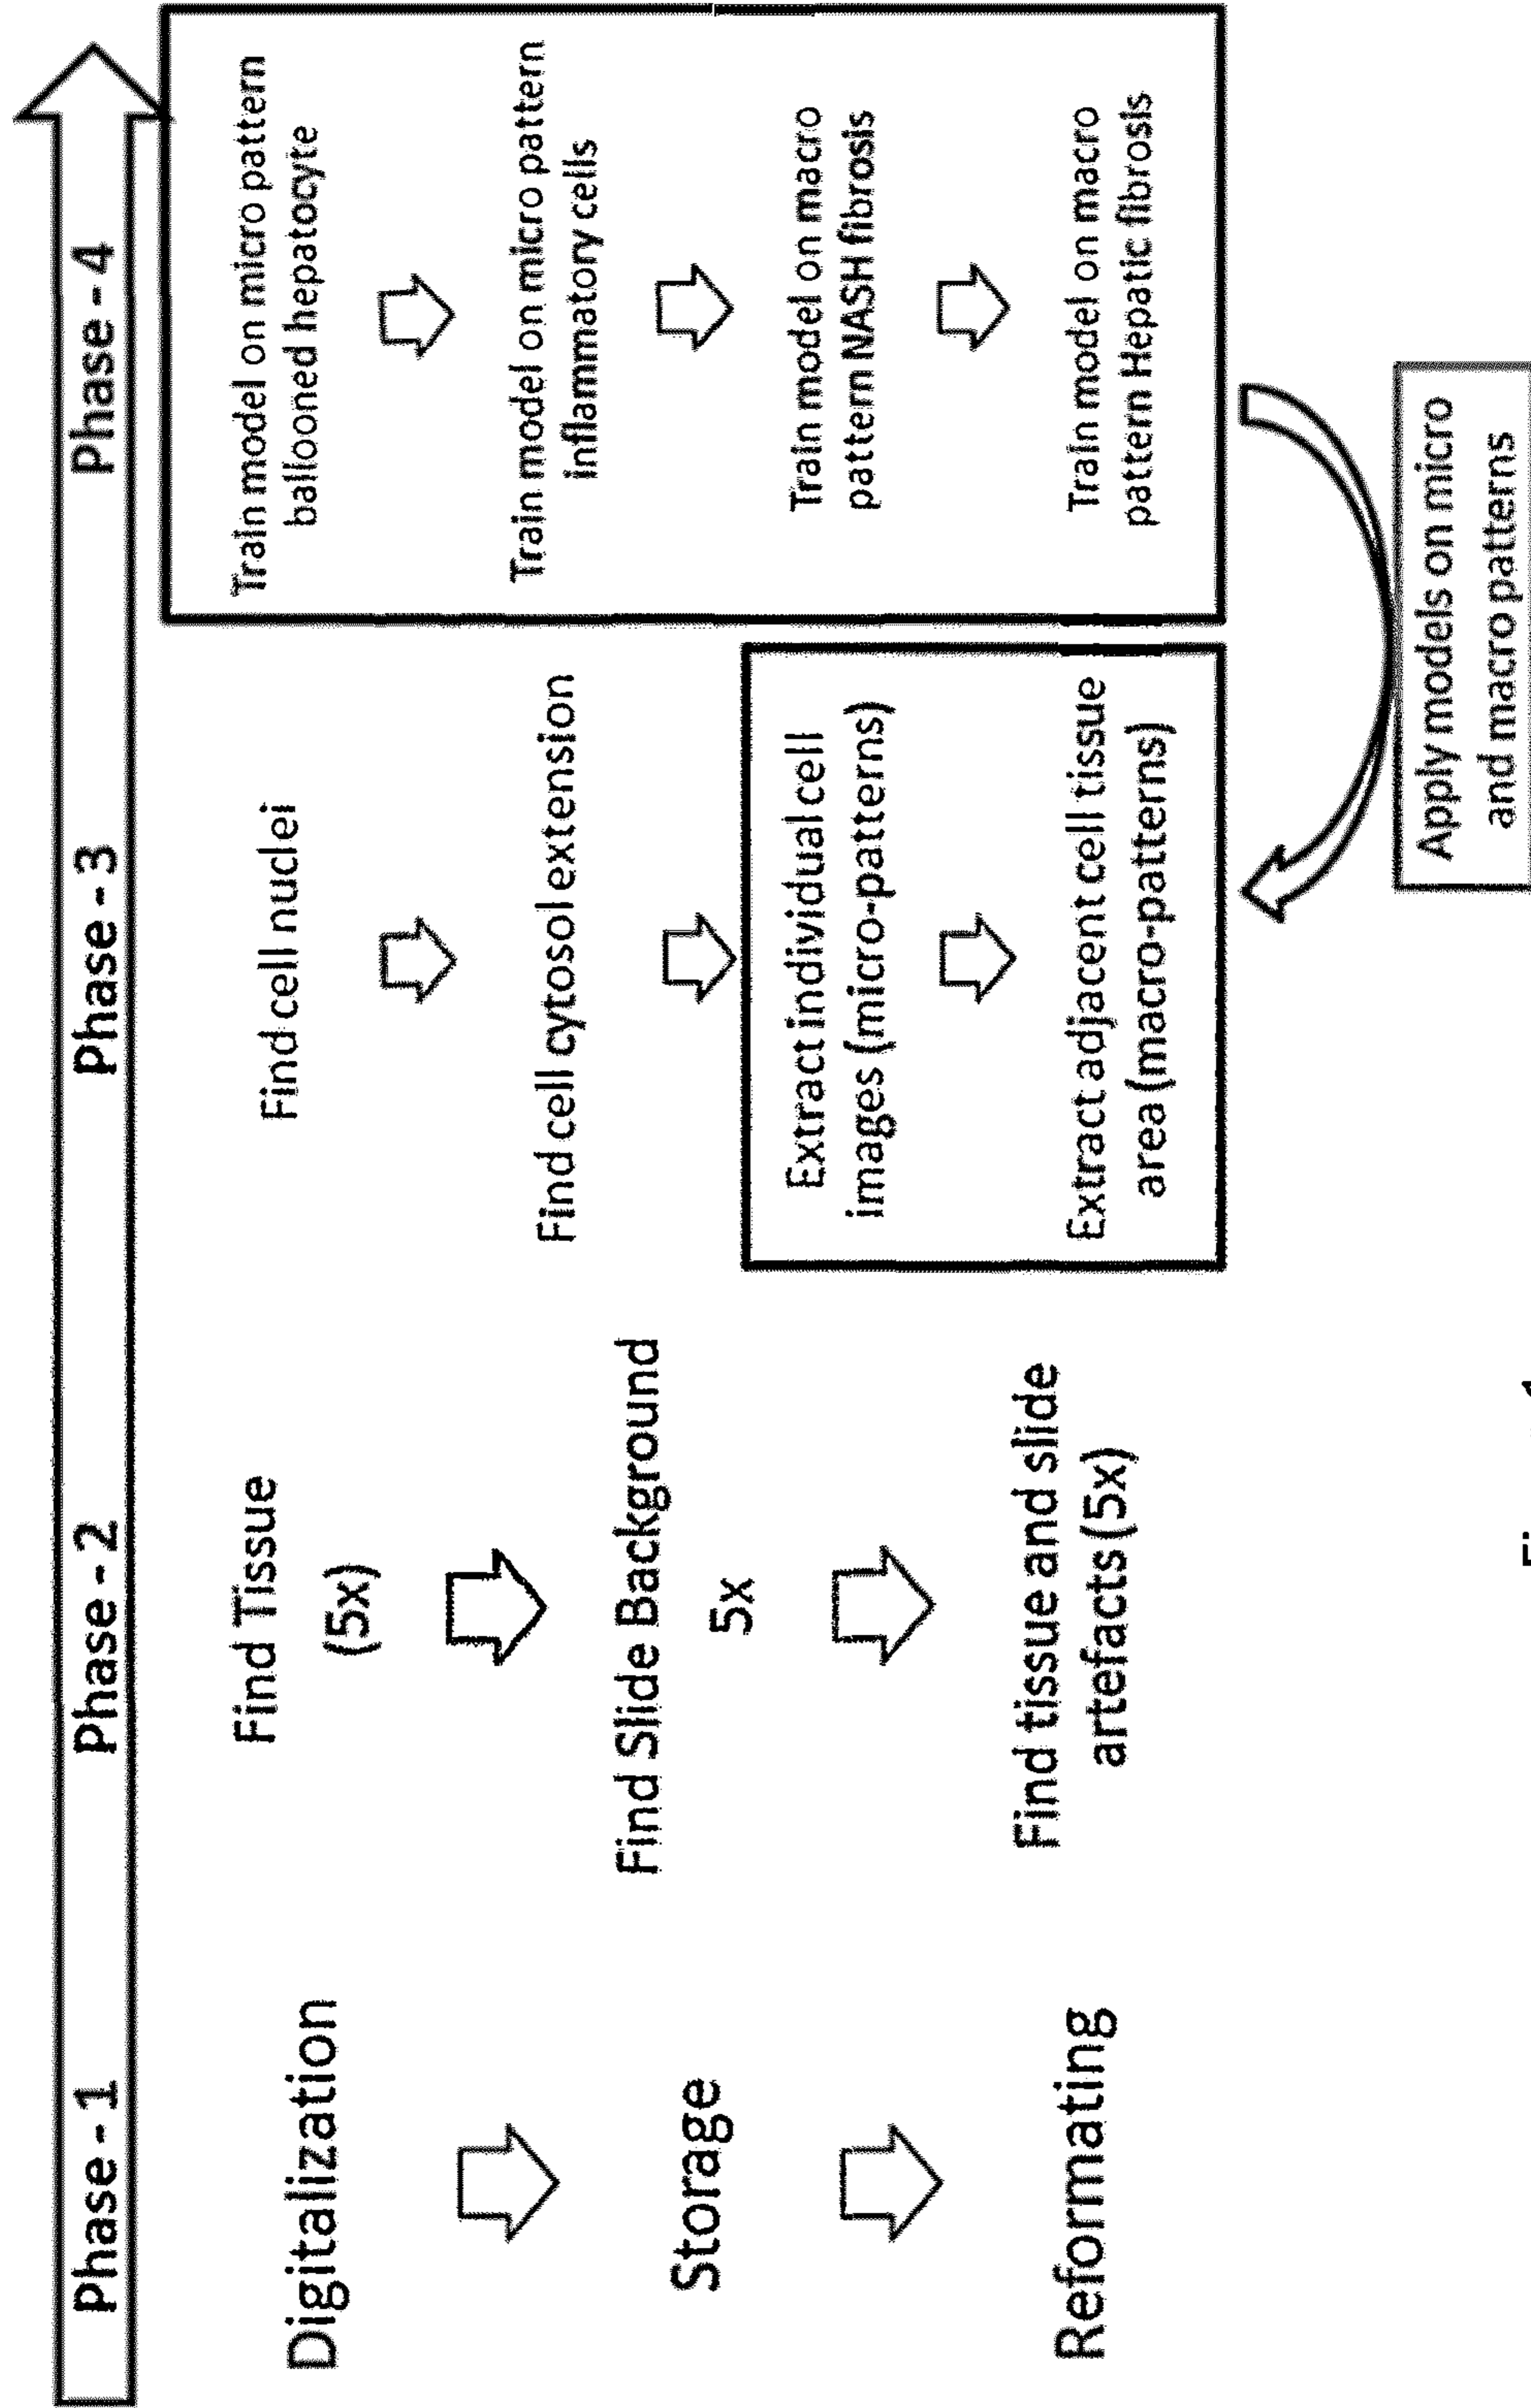 Phase - 1
Phase - 2
Phase - 3
Phase - 4
Digitalization
Storage
Reformating
Find Tissue
(5x)
Find Slide Background
5x
Find tissue and slide
artefacts (5x)
Find cell nuclei
Find cell cytosol extension
Extract individual cell
images (micro-patterns)
Extract adjacent cell tissue
area (macro-patterns)
Train model on micro pattern
ballooned hepatocyte
Train model on micro pattern
inflammatory cells
Train model on macro
pattern NASH fibrosis
Train model on macro
pattern Hepatic fibrosis
Apply models on micro
and macro patterns